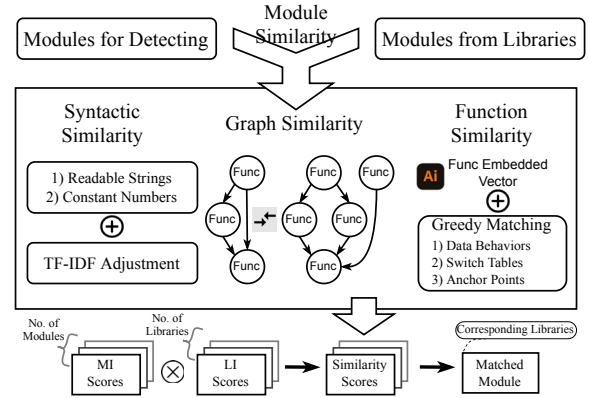 Module
Similarity
Modules for Detecting
Modules from Libraries
Syntactic
Similarity
1) Readable Strings
2) Constant Numbers
TF-IDF Adjustment
Graph Similarity
Func
Func
Func
Func
Func
Func
Func
Func
Function
Similarity
Ai
Func Embedded
Vector
Greedy Matching
1) Data Behaviors
2) Switch Tables
3) Anchor Points
No. of
Modules
MI
Scores
No. of
Libraries
LI
Scores
Similarity
Scores
Corresponding Libraries
Matched
Module